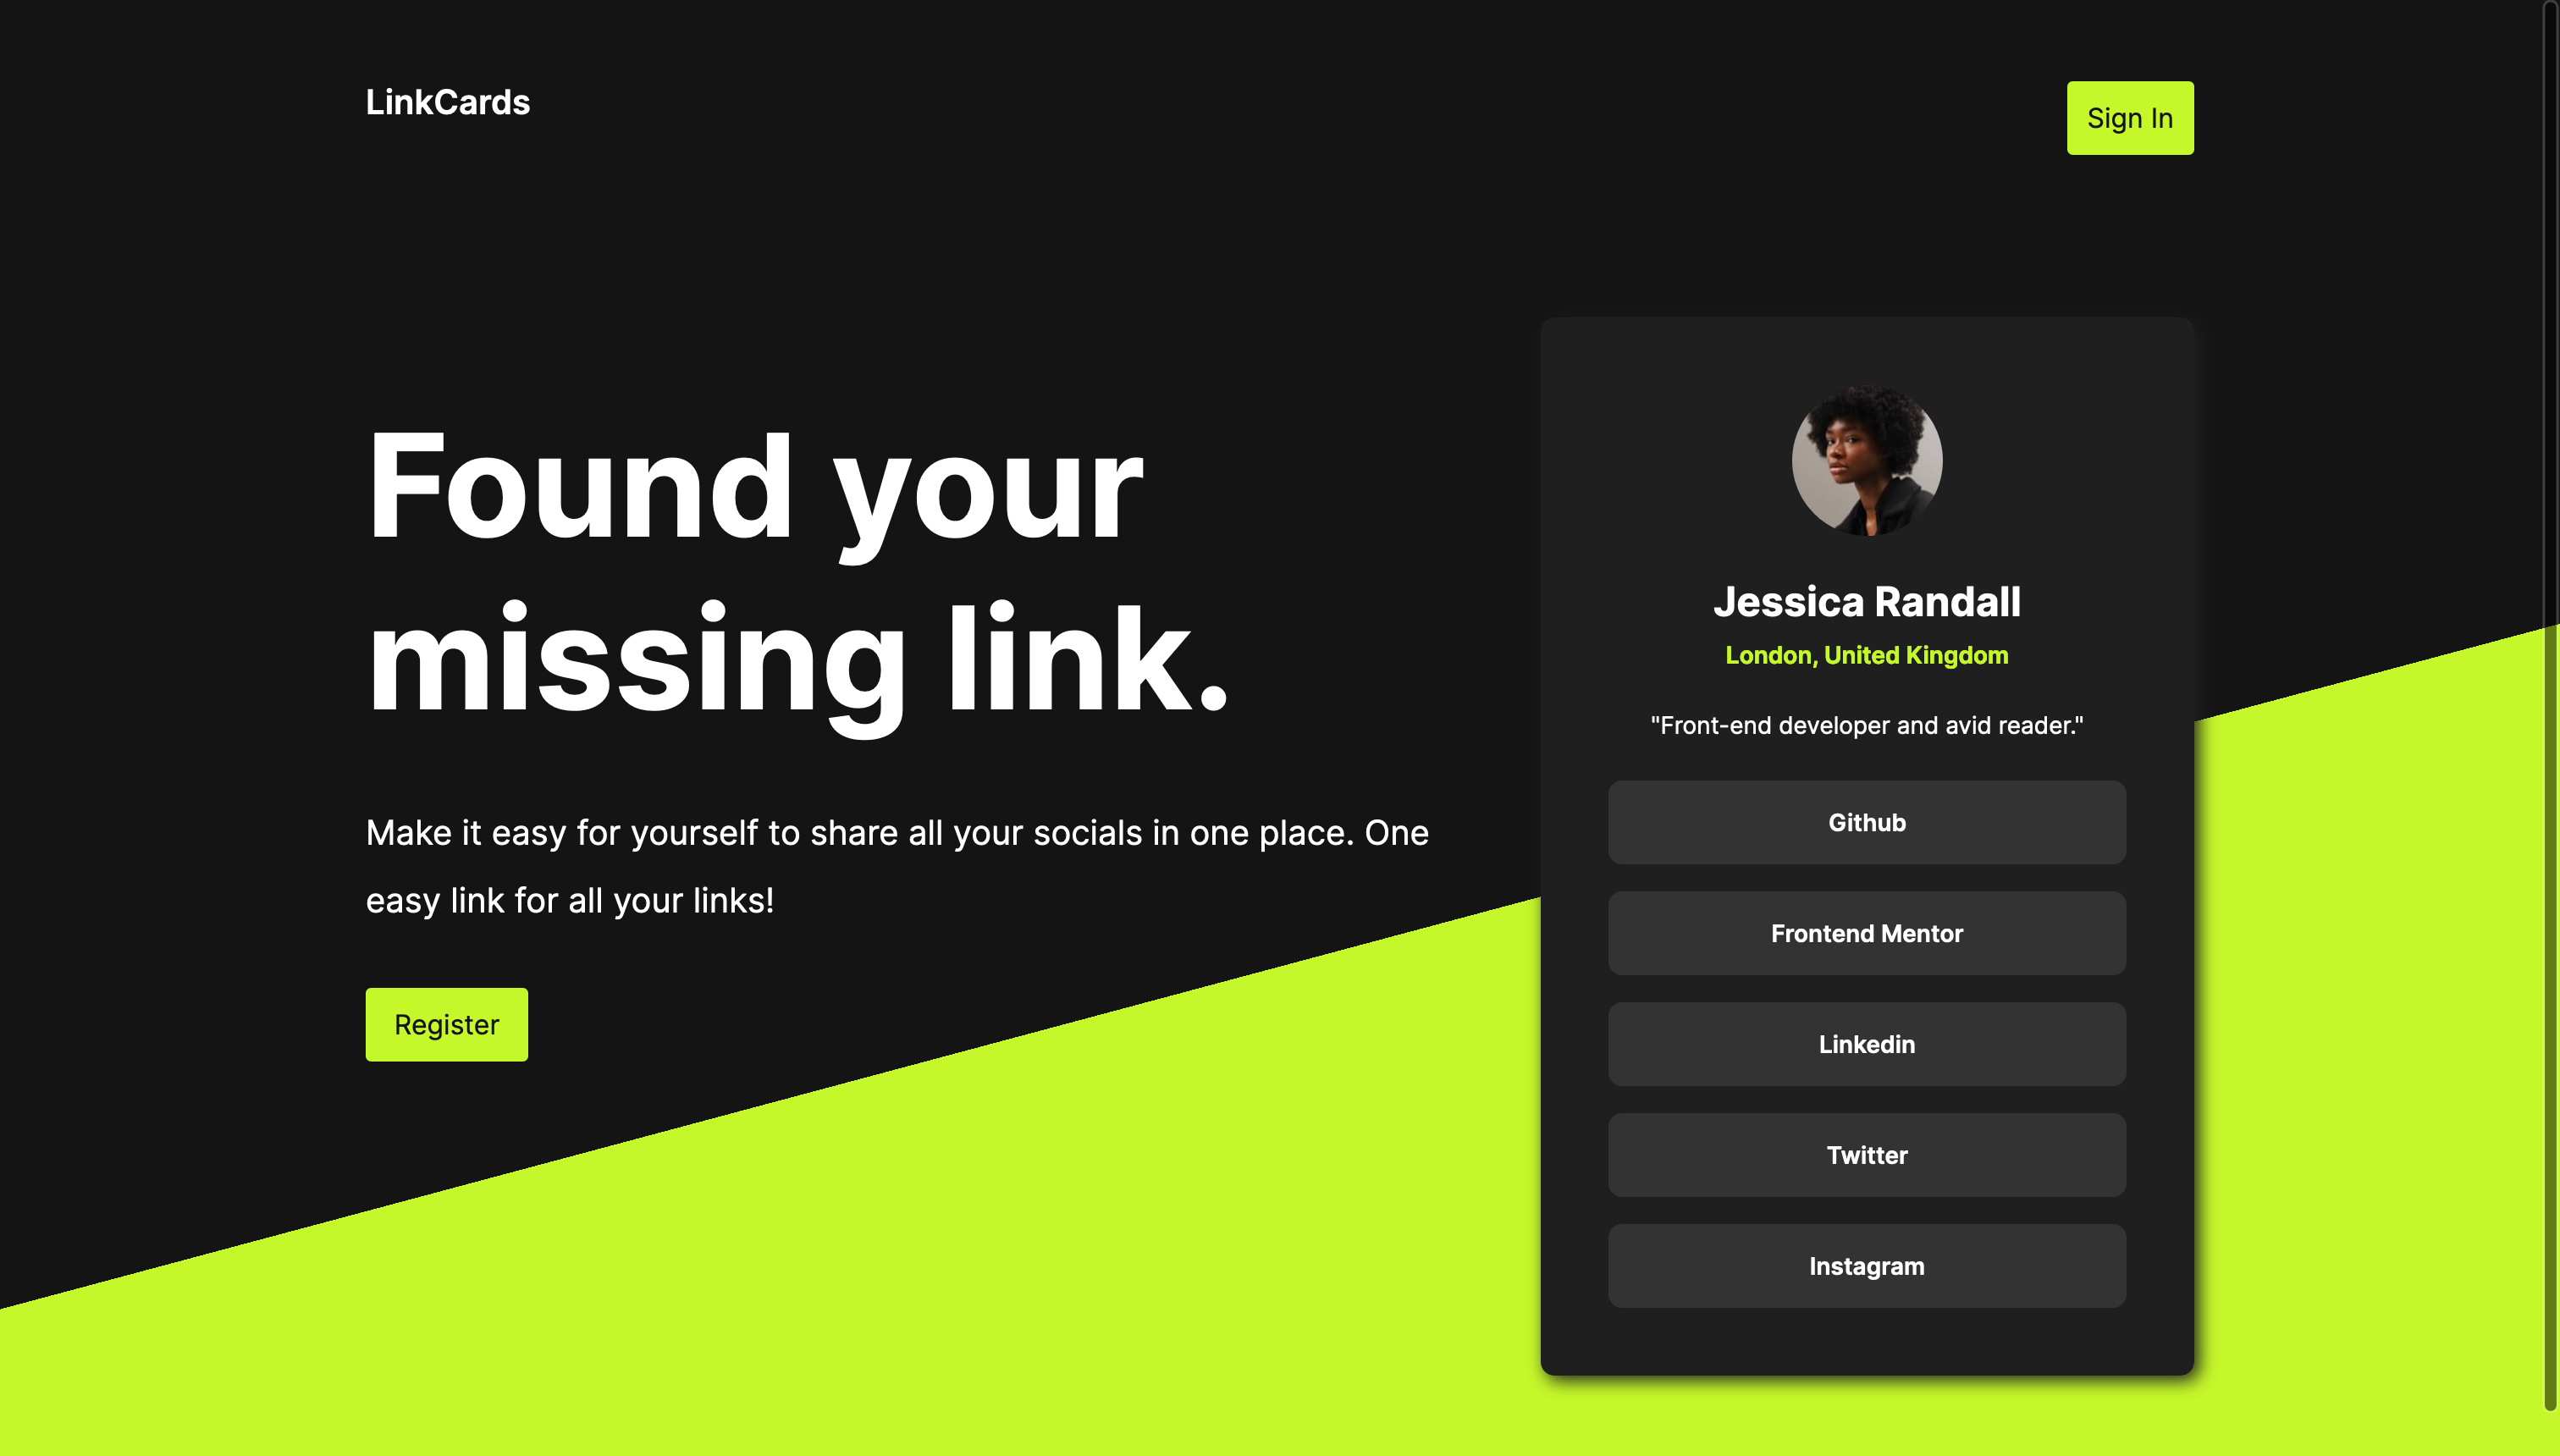 LinkCards
Sign In
Found your
missing link.
Make it easy for yourself to share all your socials in one place. One
easy link for all your links!
Register
Jessica Randall
London, United Kingdom
"Front-end developer and avid reader."
Github
Frontend Mentor
Linkedin
Twitter
Instagram